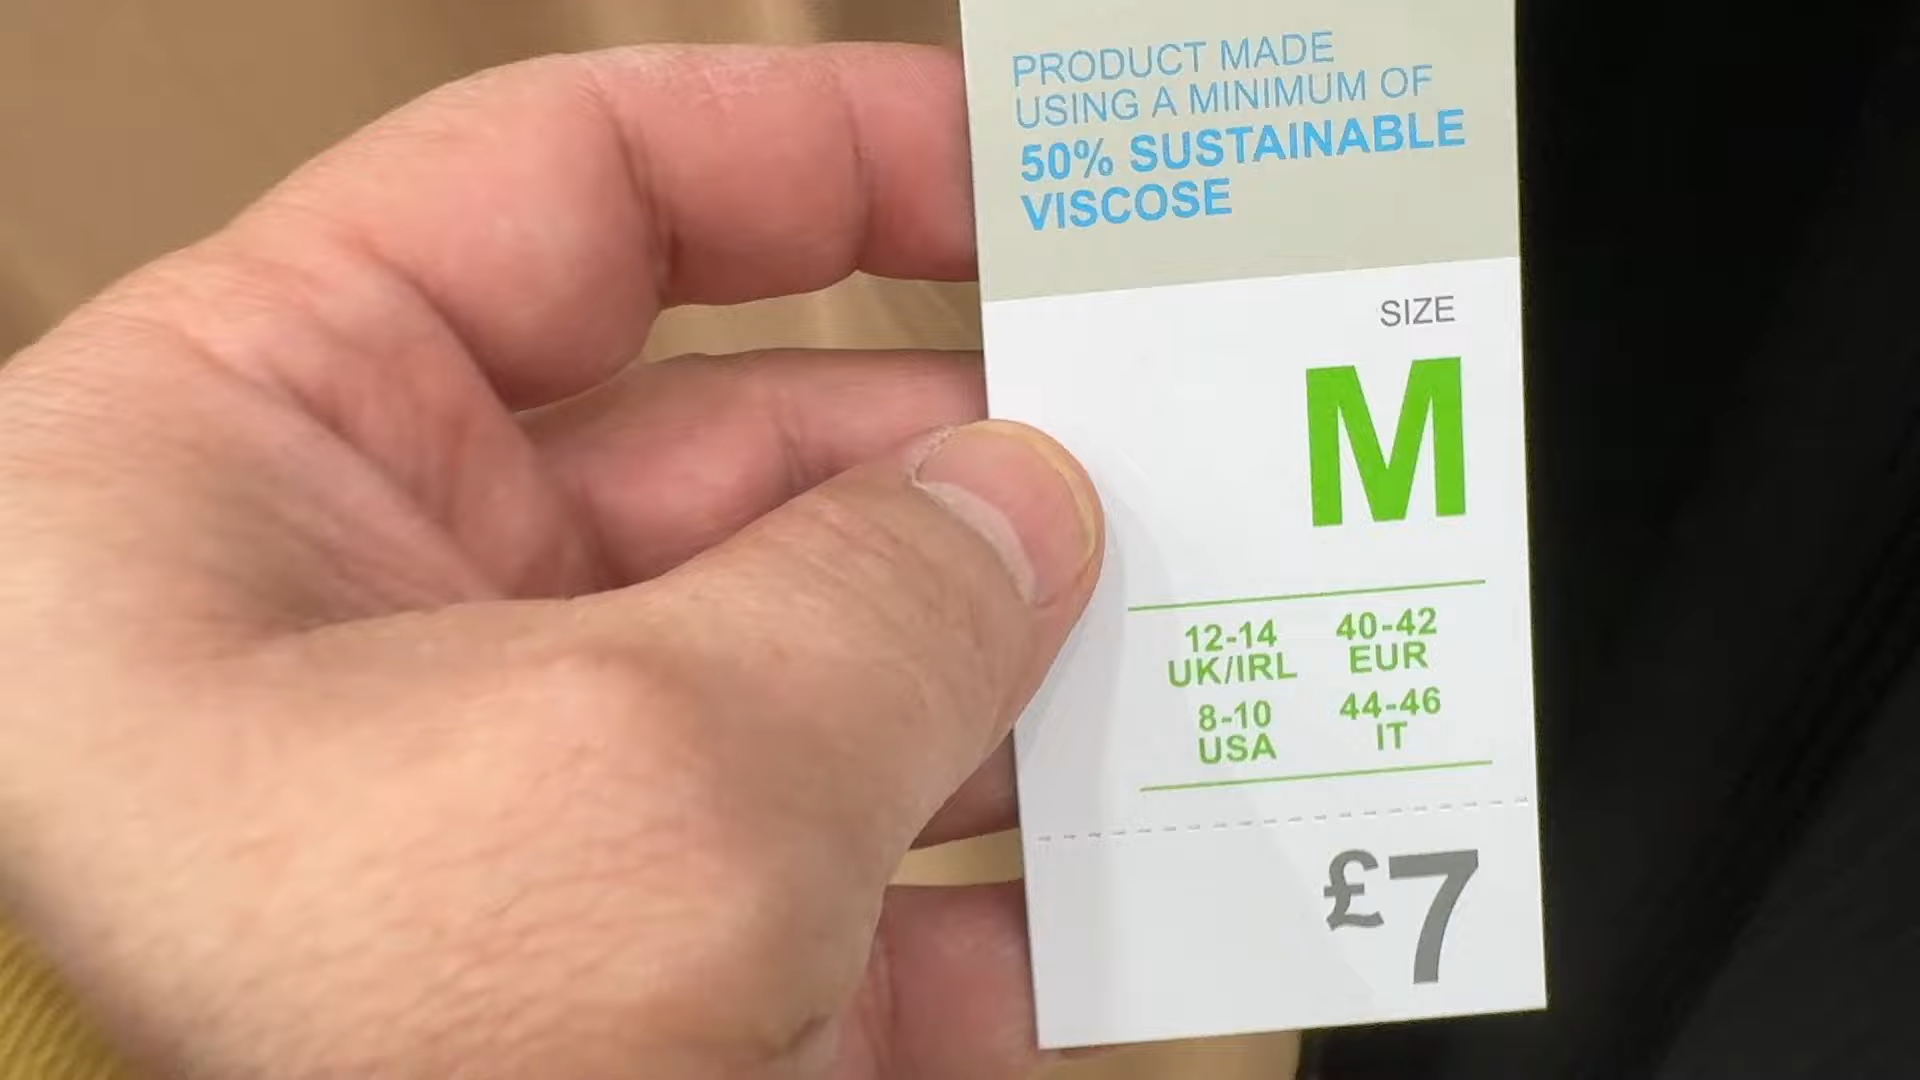 PRODUCT MADE
USING A MINIMUM OF
50% SUSTAINABLE
VISCOSE
SIZE
M
12-14 40-42
UK/IRL EUR
8-10 44-46
USA IT
£7